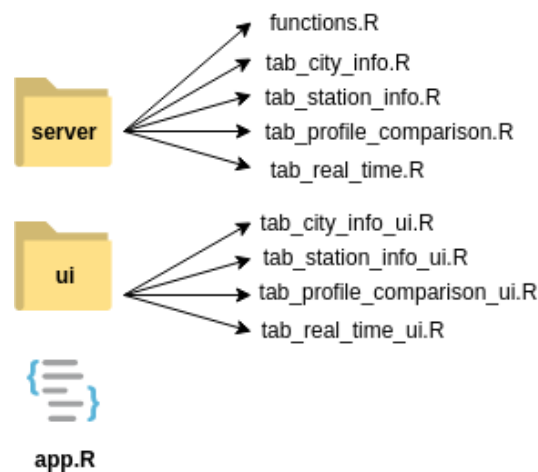 functions.R
tab_city_info.R
tab_station_info.R
server
tab_profile_comparison.R
tab_real_time.R
tab_city_info_ui.R
tab_station_info_ui.R
ui
tab_profile_comparison_ui.R
tab_real_time_ui.R
app.R